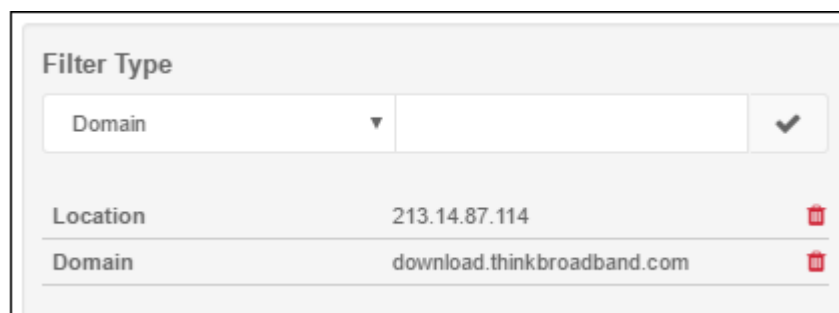 Filter Type
Domain
Location 213.14.87.114
Domain download.thinkbroadband.com